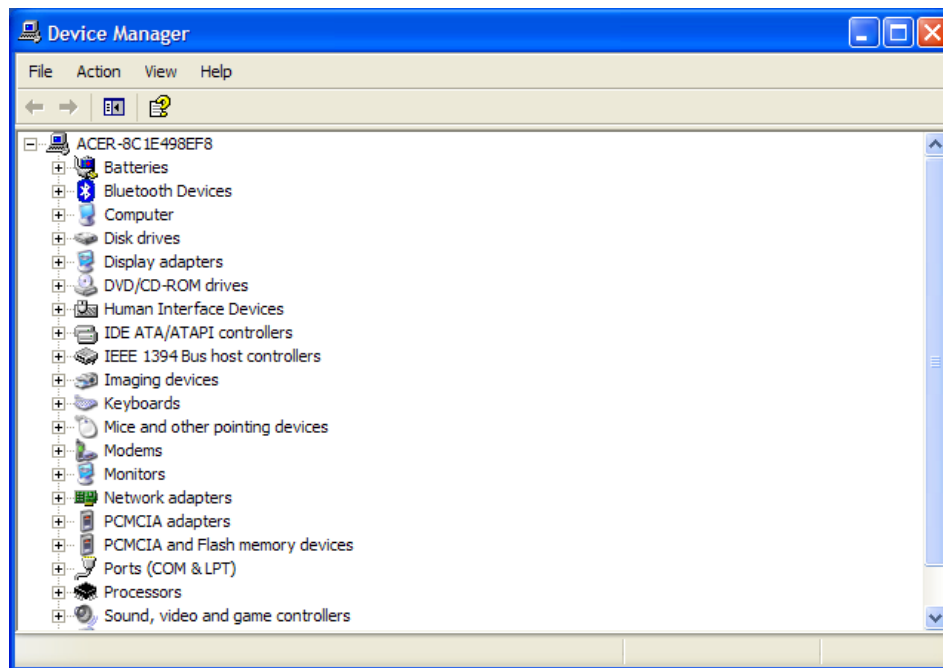 Device Manager
File Action View Help
ACER-8C1E498EF8
Batteries
Bluetooth Devices
Computer
Disk drives
Display adapters
DVD/CD-ROM drives
Human Interface Devices
IDE ATA/ATAPI controllers
IEEE 1394 Bus host controllers
Imaging devices
Keyboards
Mice and other pointing devices
Modems
Monitors
Network adapters
PCMCIA adapters
PCMCIA and Flash memory devices
Ports (COM & LPT)
Processors
Sound, video and game controllers